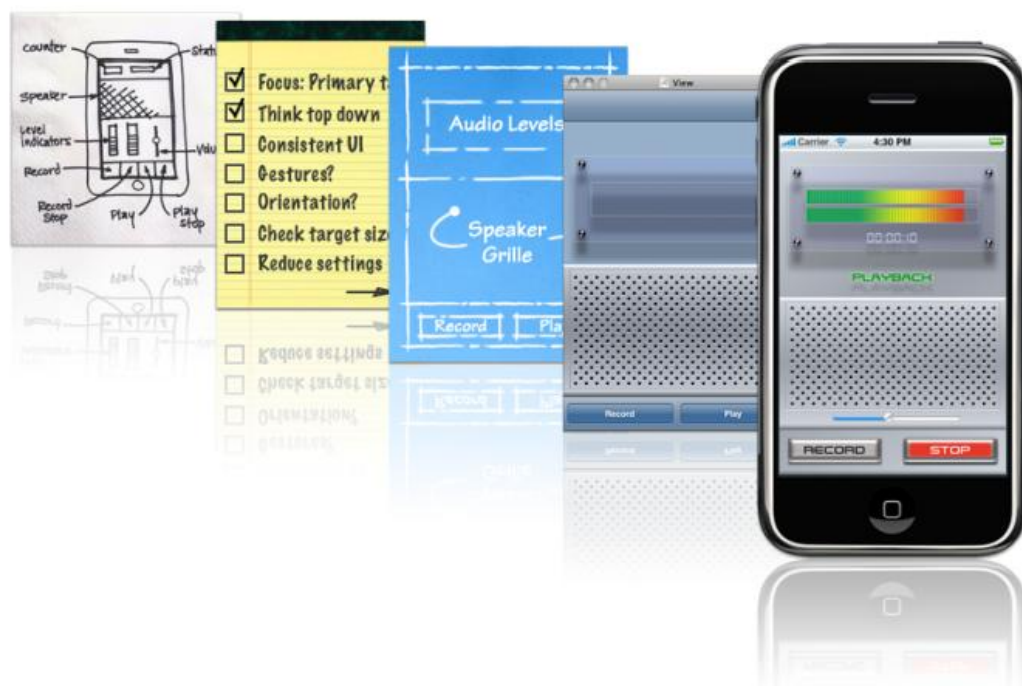 counter
speaker
Level
indicators
Record
Record
Stop
Play
Play
Stop
Focus: Primary
Think top down
Consistent UI
Gestures?
Orientation?
Check target
Reduce settings
Audio Levels
Speaker
Grille
Record
View
Record
Play
Carrier
4:30 PM
00:00:10
PLAYBACK
RECORD
STOP